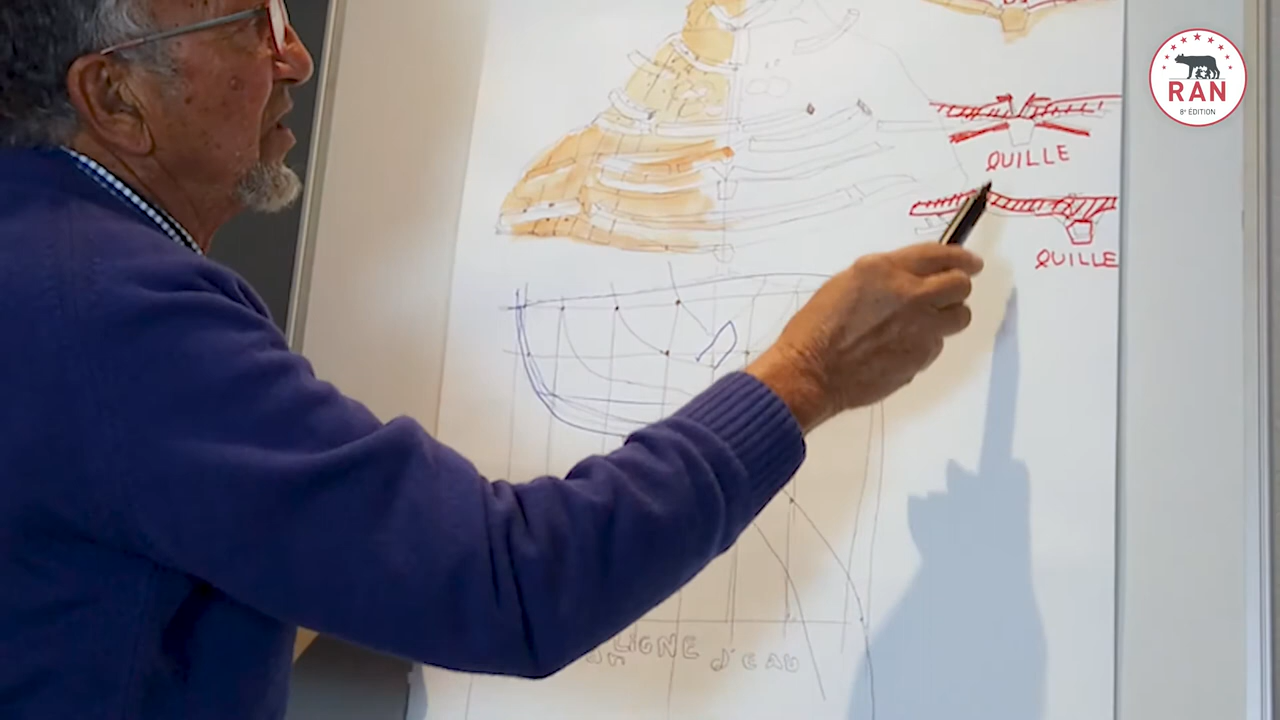 RAN
8ᵉ ÉDITION
QUILLE
QUILLE
LIGNE d'EAU